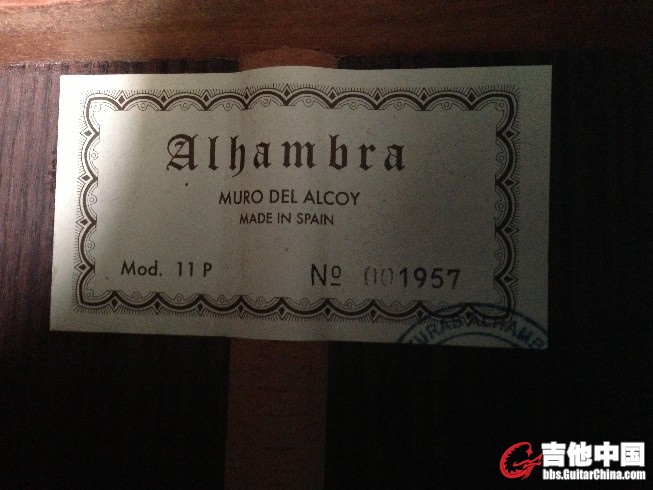 Alhambra
MURO DEL ALCOY
MADE IN SPAIN
Mod. 11 P
Nº 001957
吉他中国
bbs.GuitarChina.com